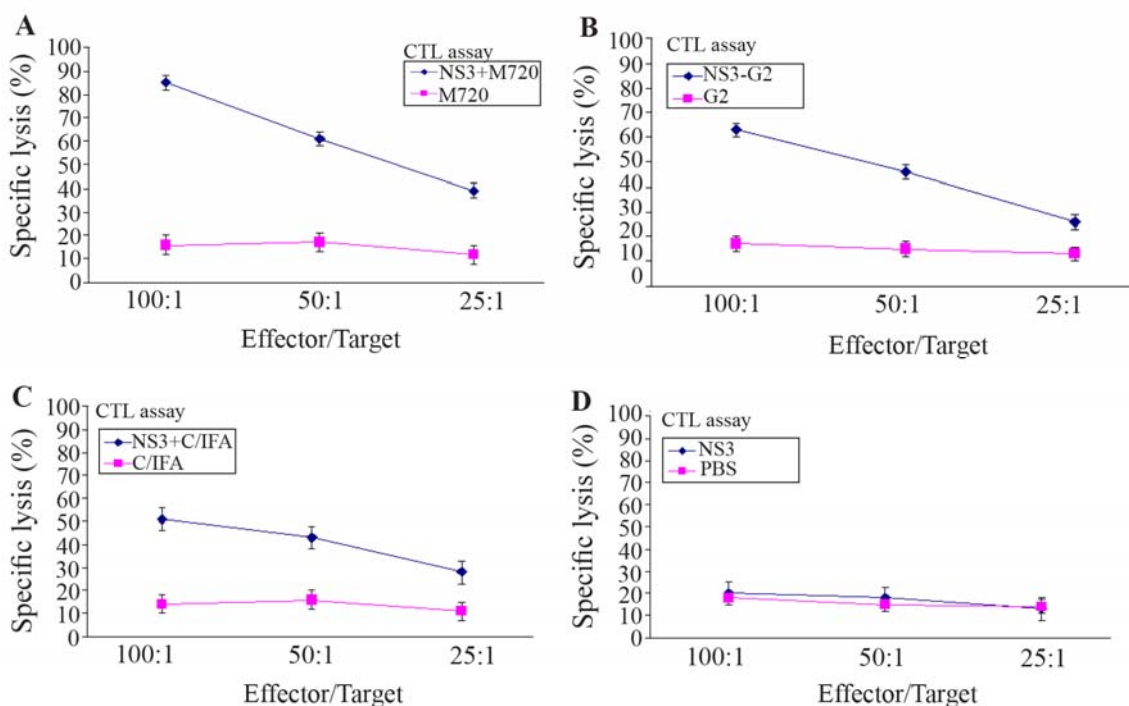 A
CTL assay
NS3+M720
M720
Specific lysis (%)
100
90
80
70
60
50
40
30
20
10
0
100:1 50:1 25:1
Effector/Target
B
CTL assay
NS3-G2
G2
Specific lysis (%)
100
90
80
70
60
50
40
30
20
10
0
100:1 50:1 25:1
Effector/Target
C
CTL assay
NS3+C/IFA
C/IFA
Specific lysis (%)
100
90
80
70
60
50
40
30
20
10
0
100:1 50:1 25:1
Effector/Target
D
CTL assay
NS3
PBS
Specific lysis (%)
100
90
80
70
60
50
40
30
20
10
0
100:1 50:1 25:1
Effector/Target